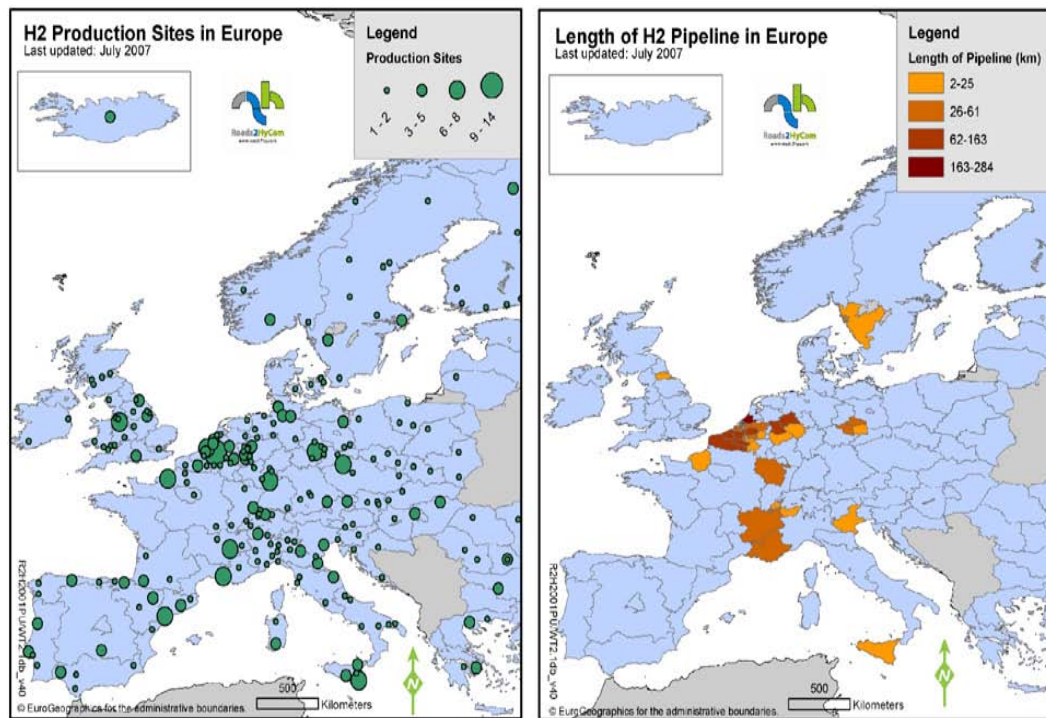 H2 Production Sites in Europe
Last updated: July 2007
Legend
Production Sites
1 - 2
3 - 5
6 - 8
9 - 14
Roads2HyCom
500
Kilometers
N
© EuroGeographics for the administrative boundaries.
Length of H2 Pipeline in Europe
Last updated: July 2007
Legend
Length of Pipeline (km)
2-25
26-61
62-163
163-284
Roads2HyCom
500
Kilometers
N
© EuroGeographics for the administrative boundaries.